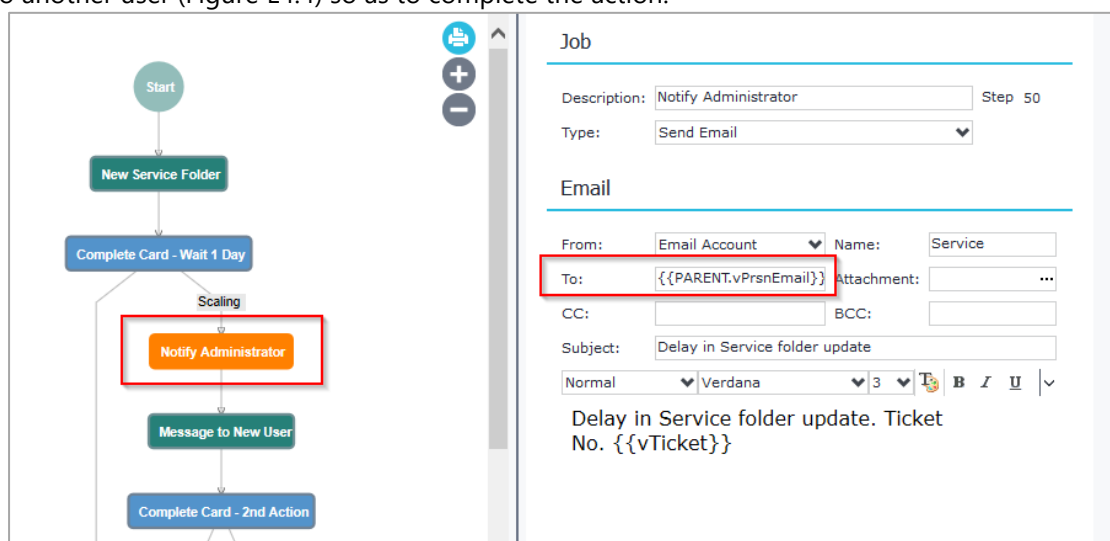 o another user (Figure E4.4) so as to complete the action.
Start
New Service Folder
Complete Card - Wait 1 Day
Scaling
Notify Administrator
Message to New User
Complete Card - 2nd Action
Job
Description: Notify Administrator Step 50
Type: Send Email
Email
From: Email Account Name: Service
To: {{PARENT.vPrsnEmail}} Attachment: ...
CC: BCC:
Subject: Delay in Service folder update
Normal Verdana 3 B I U
Delay in Service folder update. Ticket
No. {{vTicket}}